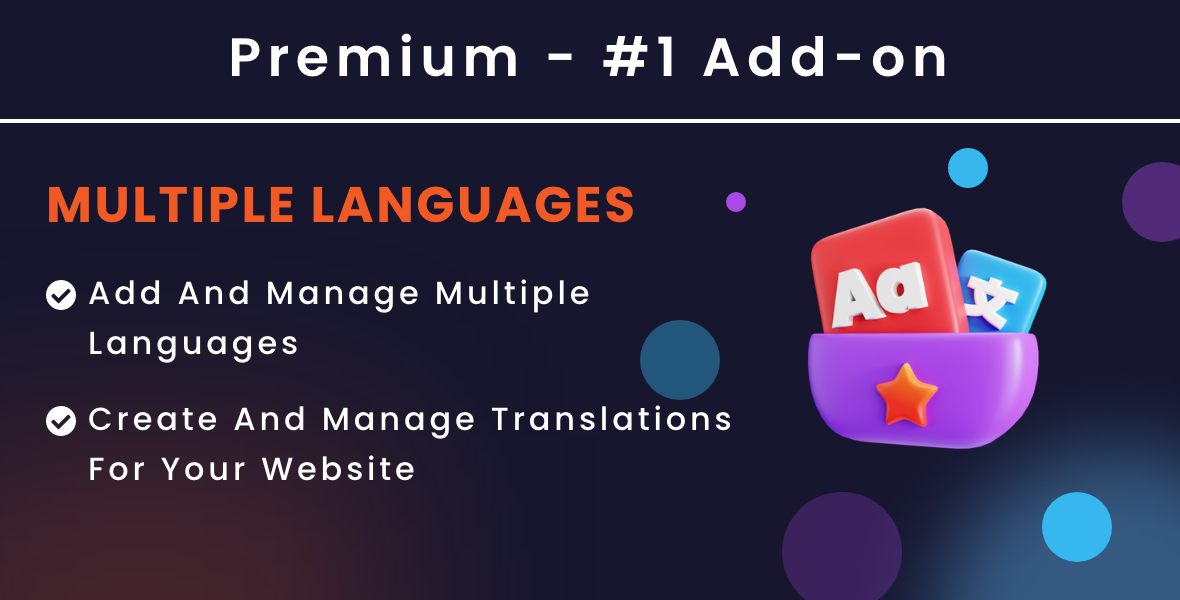 Premium - #1 Add-on
MULTIPLE LANGUAGES
Add And Manage Multiple
Languages
Create And Manage Translations
For Your Website
Aa
文